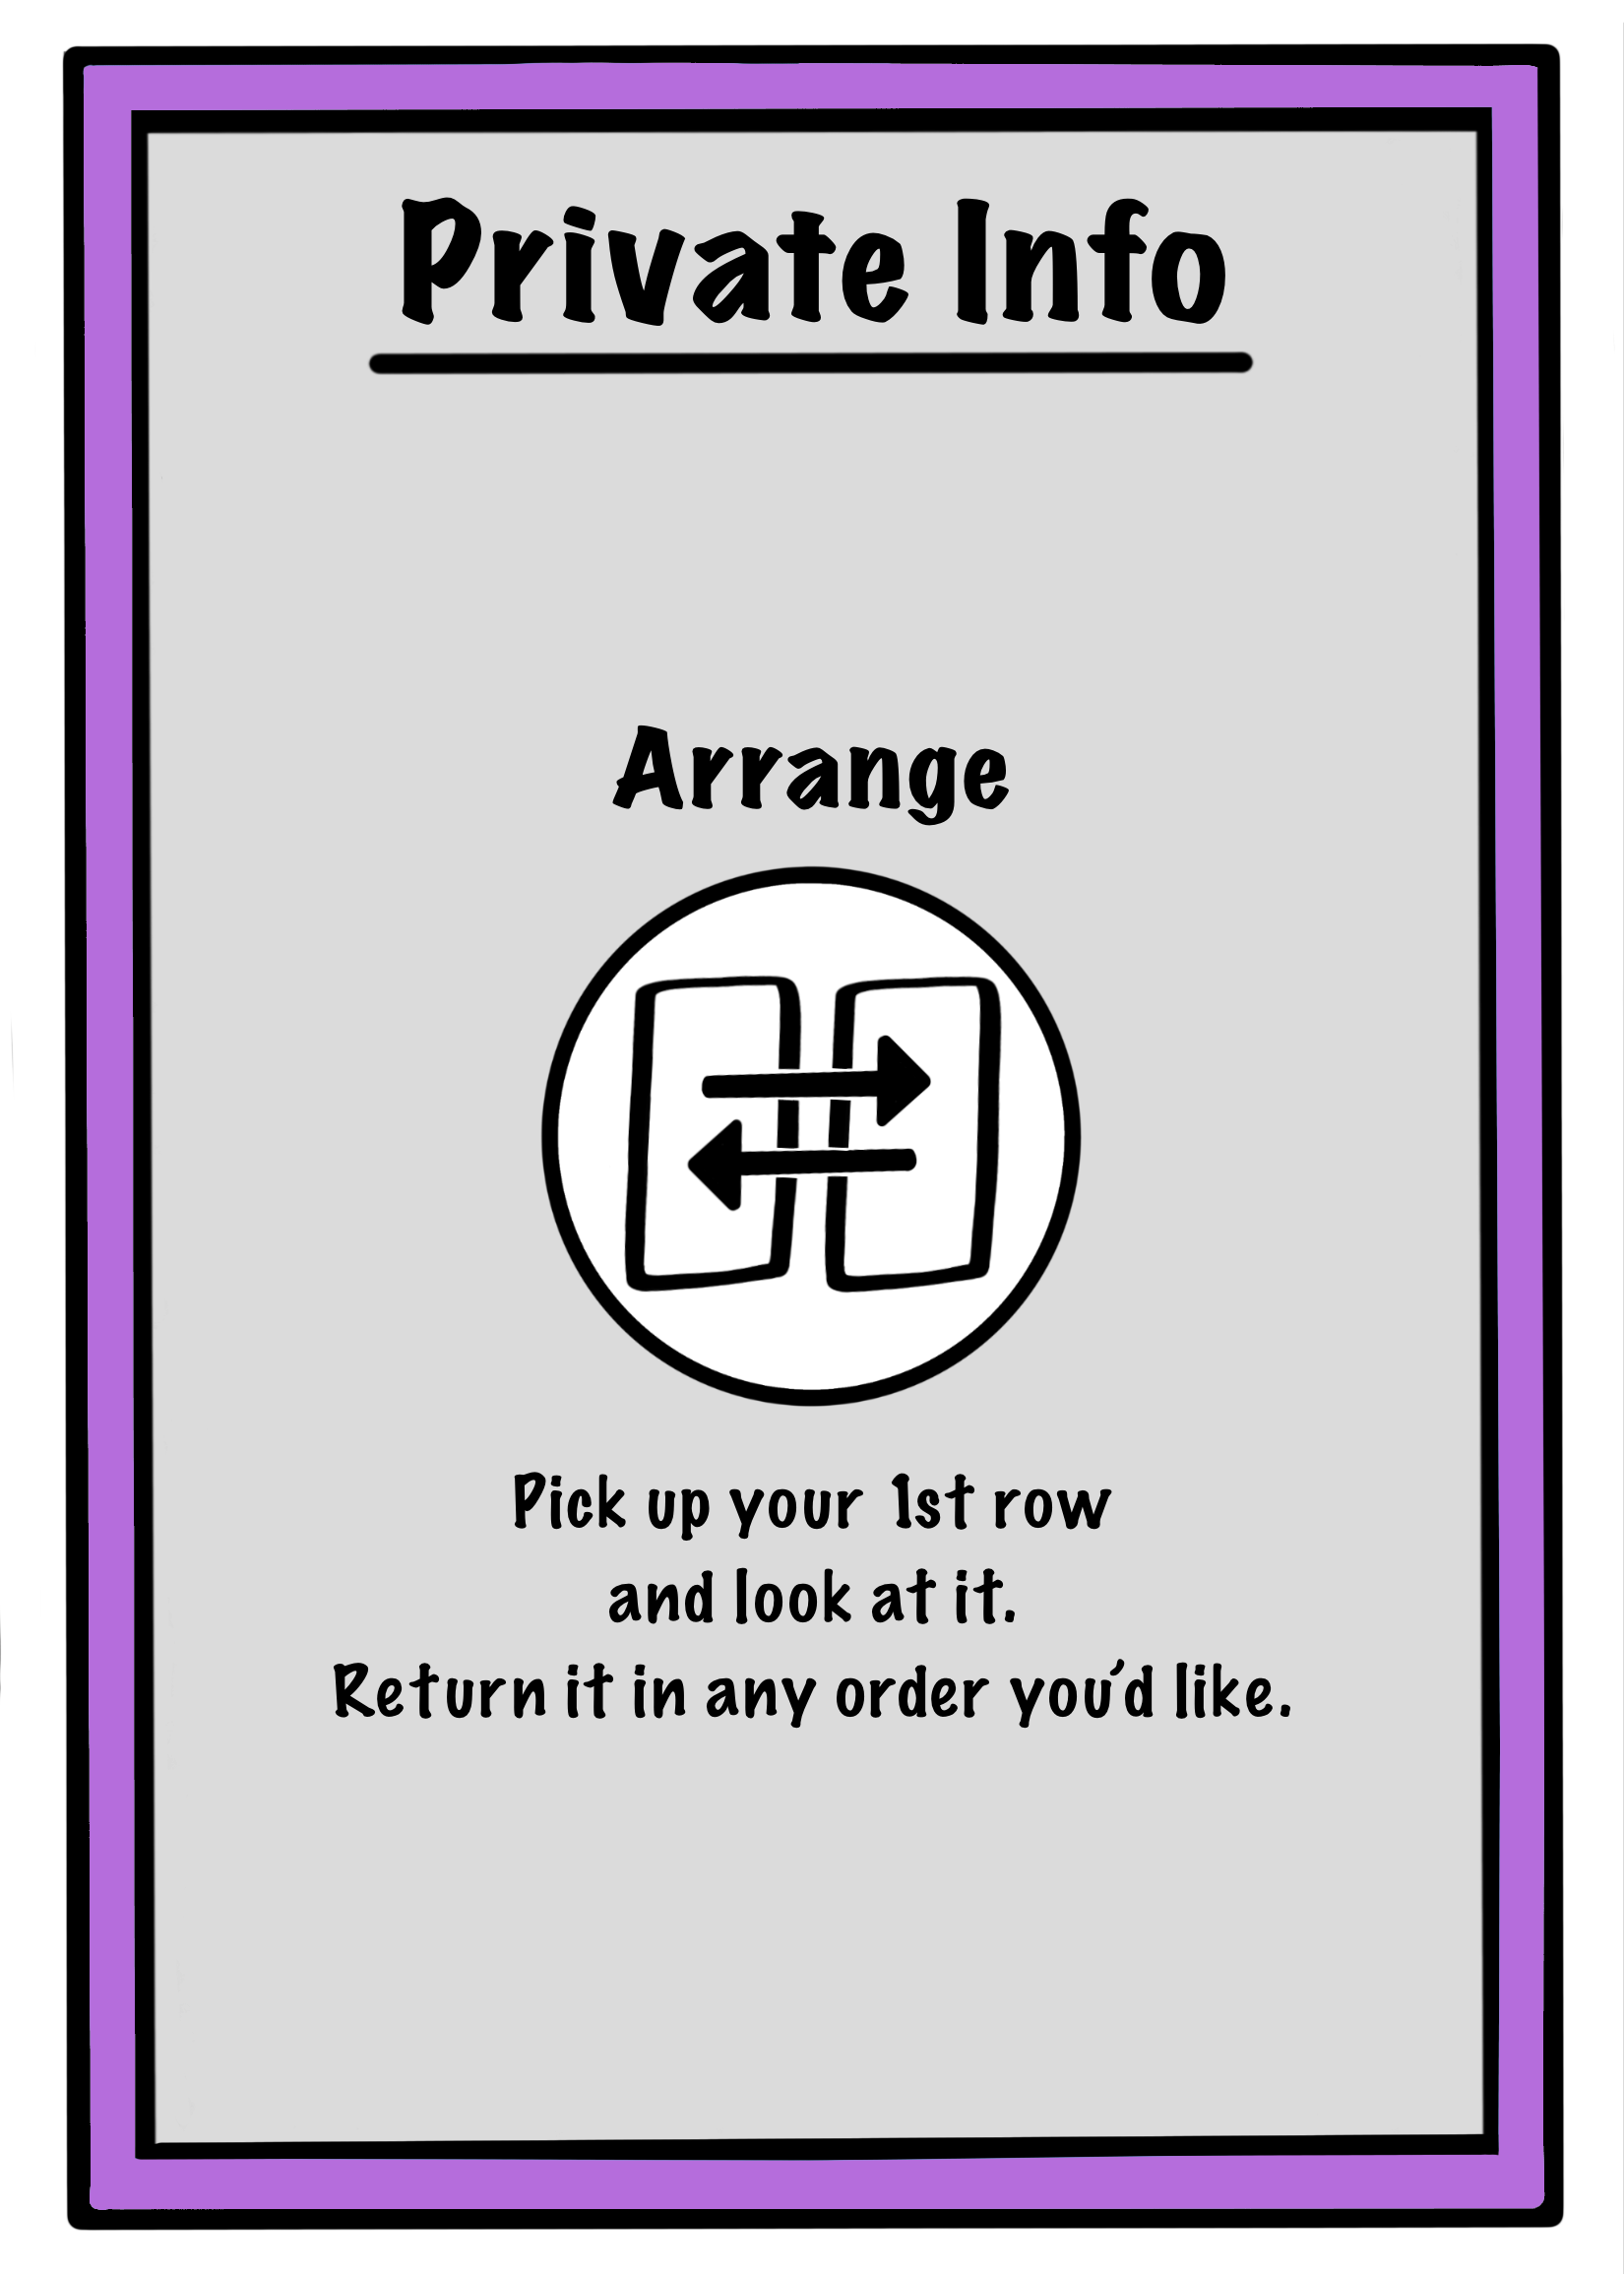 Private Info
Arrange
Pick up your 1st row
and look at it.
Return it in any order you'd like.